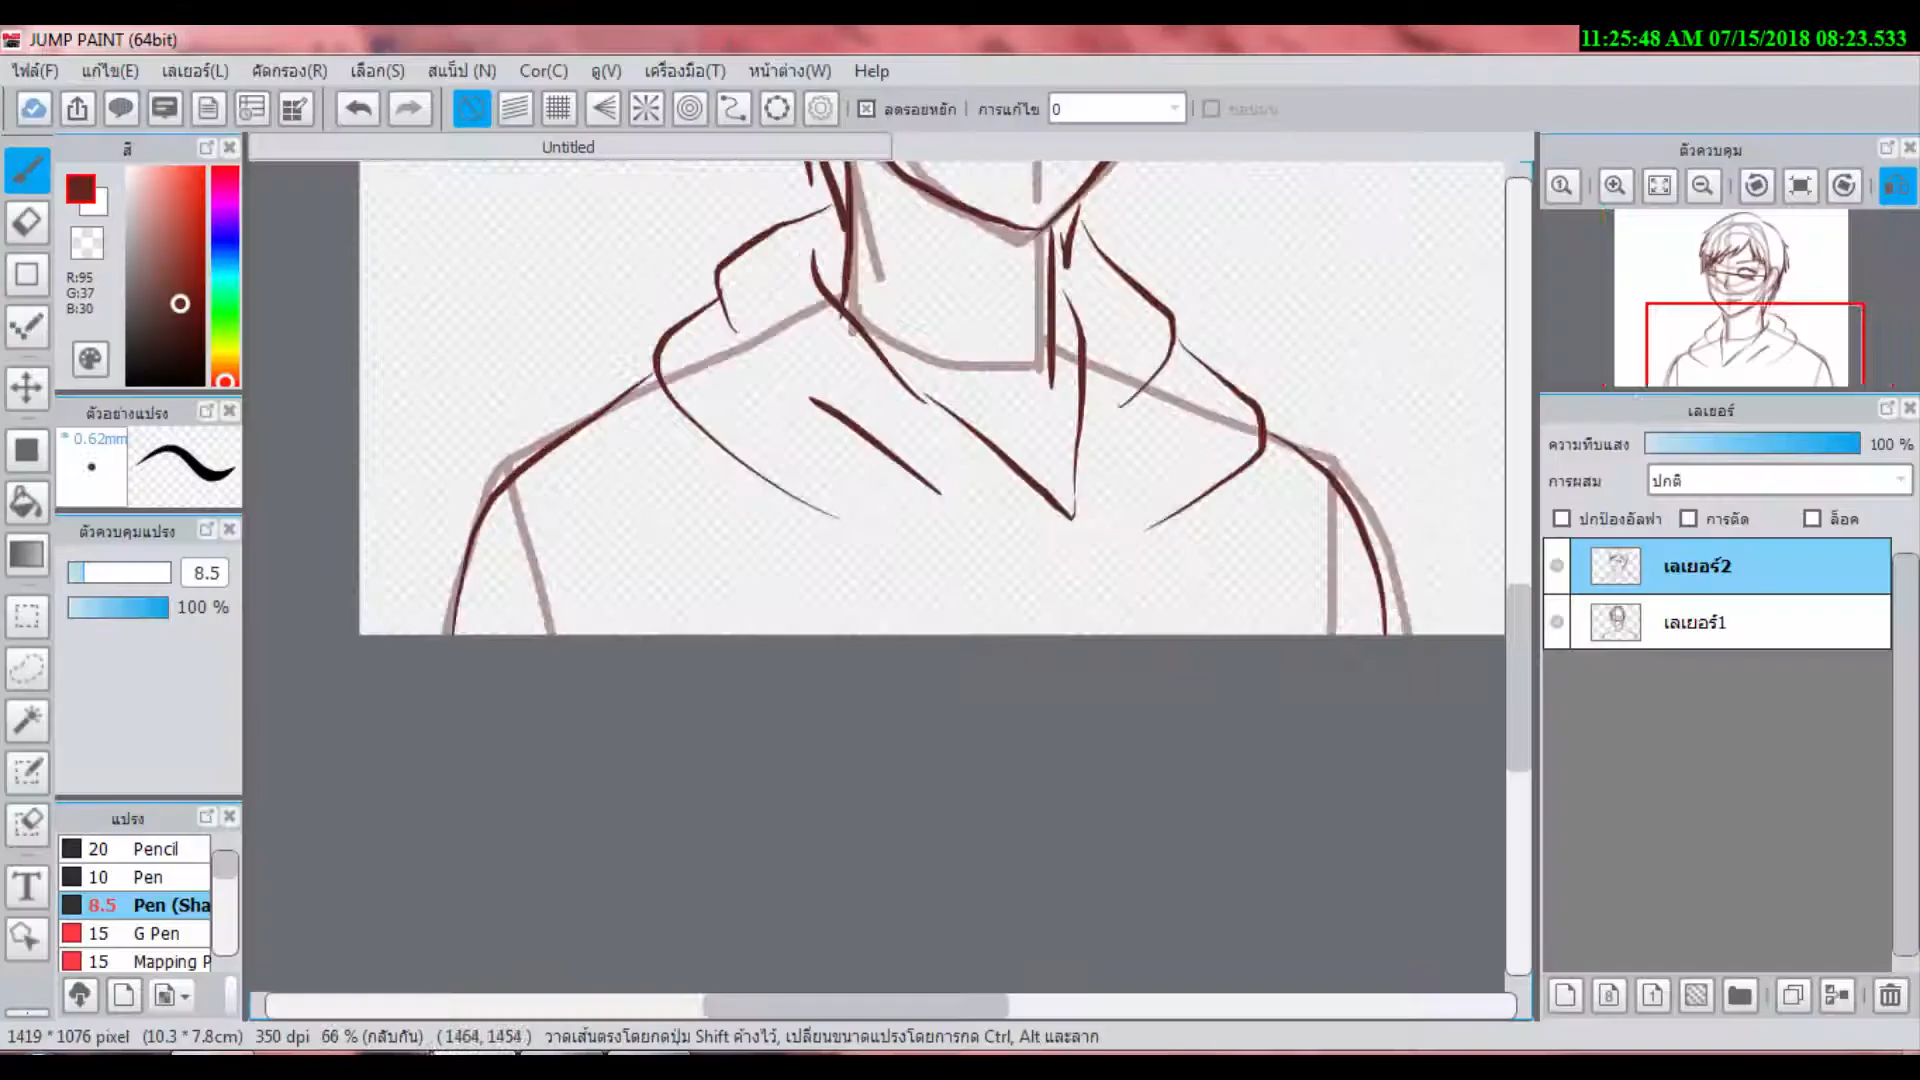 JUMP PAINT (64bit)
11:25:48 AM 07/15/2018 08:23.533
ไฟล์(F) แก้ไข(E) เลเยอร์(L) คัดกรอง(R) เลือก(S) สแน็ป (N) Cor(C) ดู(V) เครื่องมือ(T) หน้าต่าง(W) Help
ลดรอยหยัก การแก้ไข 0
Untitled
สี
R:95
G:37
B:30
ตัวอย่างแปรง
* 0.62mm
ตัวควบคุมแปรง
8.5
100 %
แปรง
20 Pencil
10 Pen
8.5 Pen (Sha
15 G Pen
15 Mapping P
ตัวควบคุม
เลเยอร์
ความทึบแสง 100 %
การผสม ปกติ
ปกป้องอัลฟา การตัด ล็อค
เลเยอร์2
เลเยอร์1
1419 * 1076 pixel (10.3 * 7.8cm) 350 dpi 66 % (กลับกัน) ( 1464, 1454 ) วาดเส้นตรงโดยกดปุ่ม Shift ค้างไว้, เปลี่ยนขนาดแปรงโดยการกด Ctrl, Alt และลาก